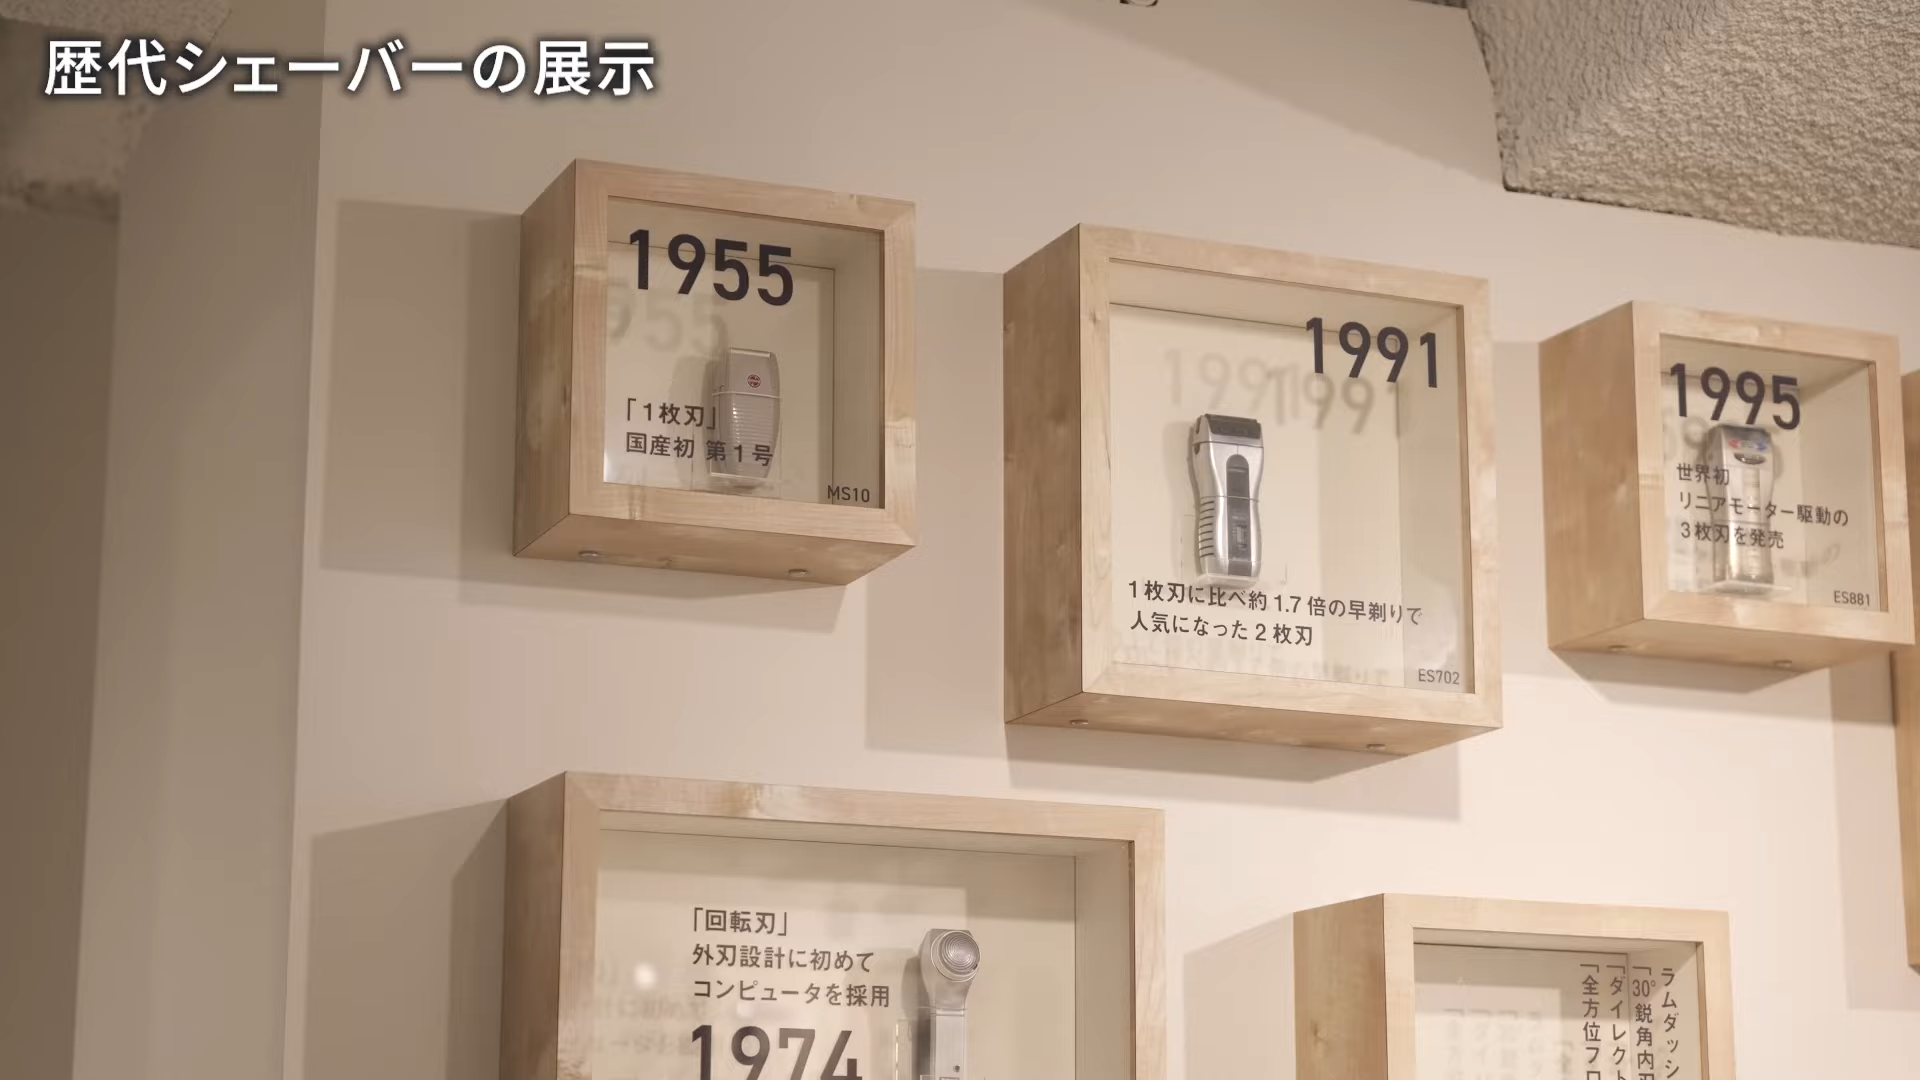 歴代シェーバーの展示
1955
「1枚刃」
国産初 第1号
MS10
1991
1枚刃に比べ約1.7倍の早剃りで
人気になった2枚刃
ES702
1995
世界初
リニアモーター駆動の
3枚刃を発売
ES881
「回転刃」
外刃設計に初めて
コンピュータを採用
1974
ラムダッシ
「30°鋭角内刃
「ダイレクト
「全方位フロ